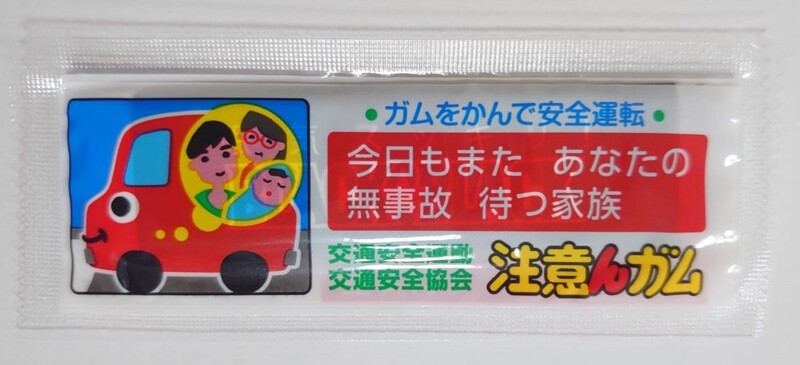 ●ガムをかんで安全運転●
今日もまた　あなたの
無事故　待つ家族
交通安全運動
交通安全協会
注意んガム